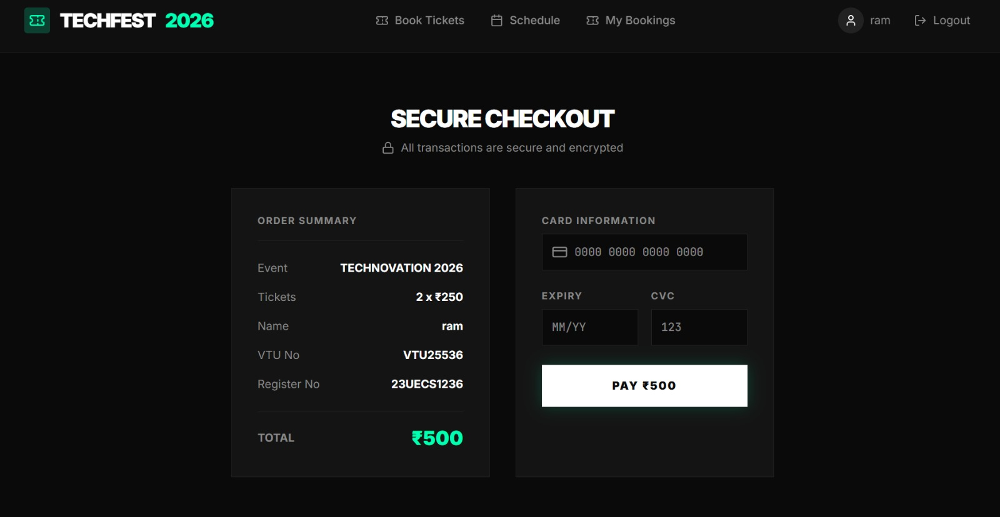 TECHFEST 2026
Book Tickets
Schedule
My Bookings
ram
Logout
SECURE CHECKOUT
All transactions are secure and encrypted
ORDER SUMMARY
Event TECHNOVATION 2026
Tickets 2 x ₹250
Name ram
VTU No VTU25536
Register No 23UECS1236
TOTAL ₹500
CARD INFORMATION
0000 0000 0000 0000
EXPIRY CVC
MM/YY 123
PAY ₹500